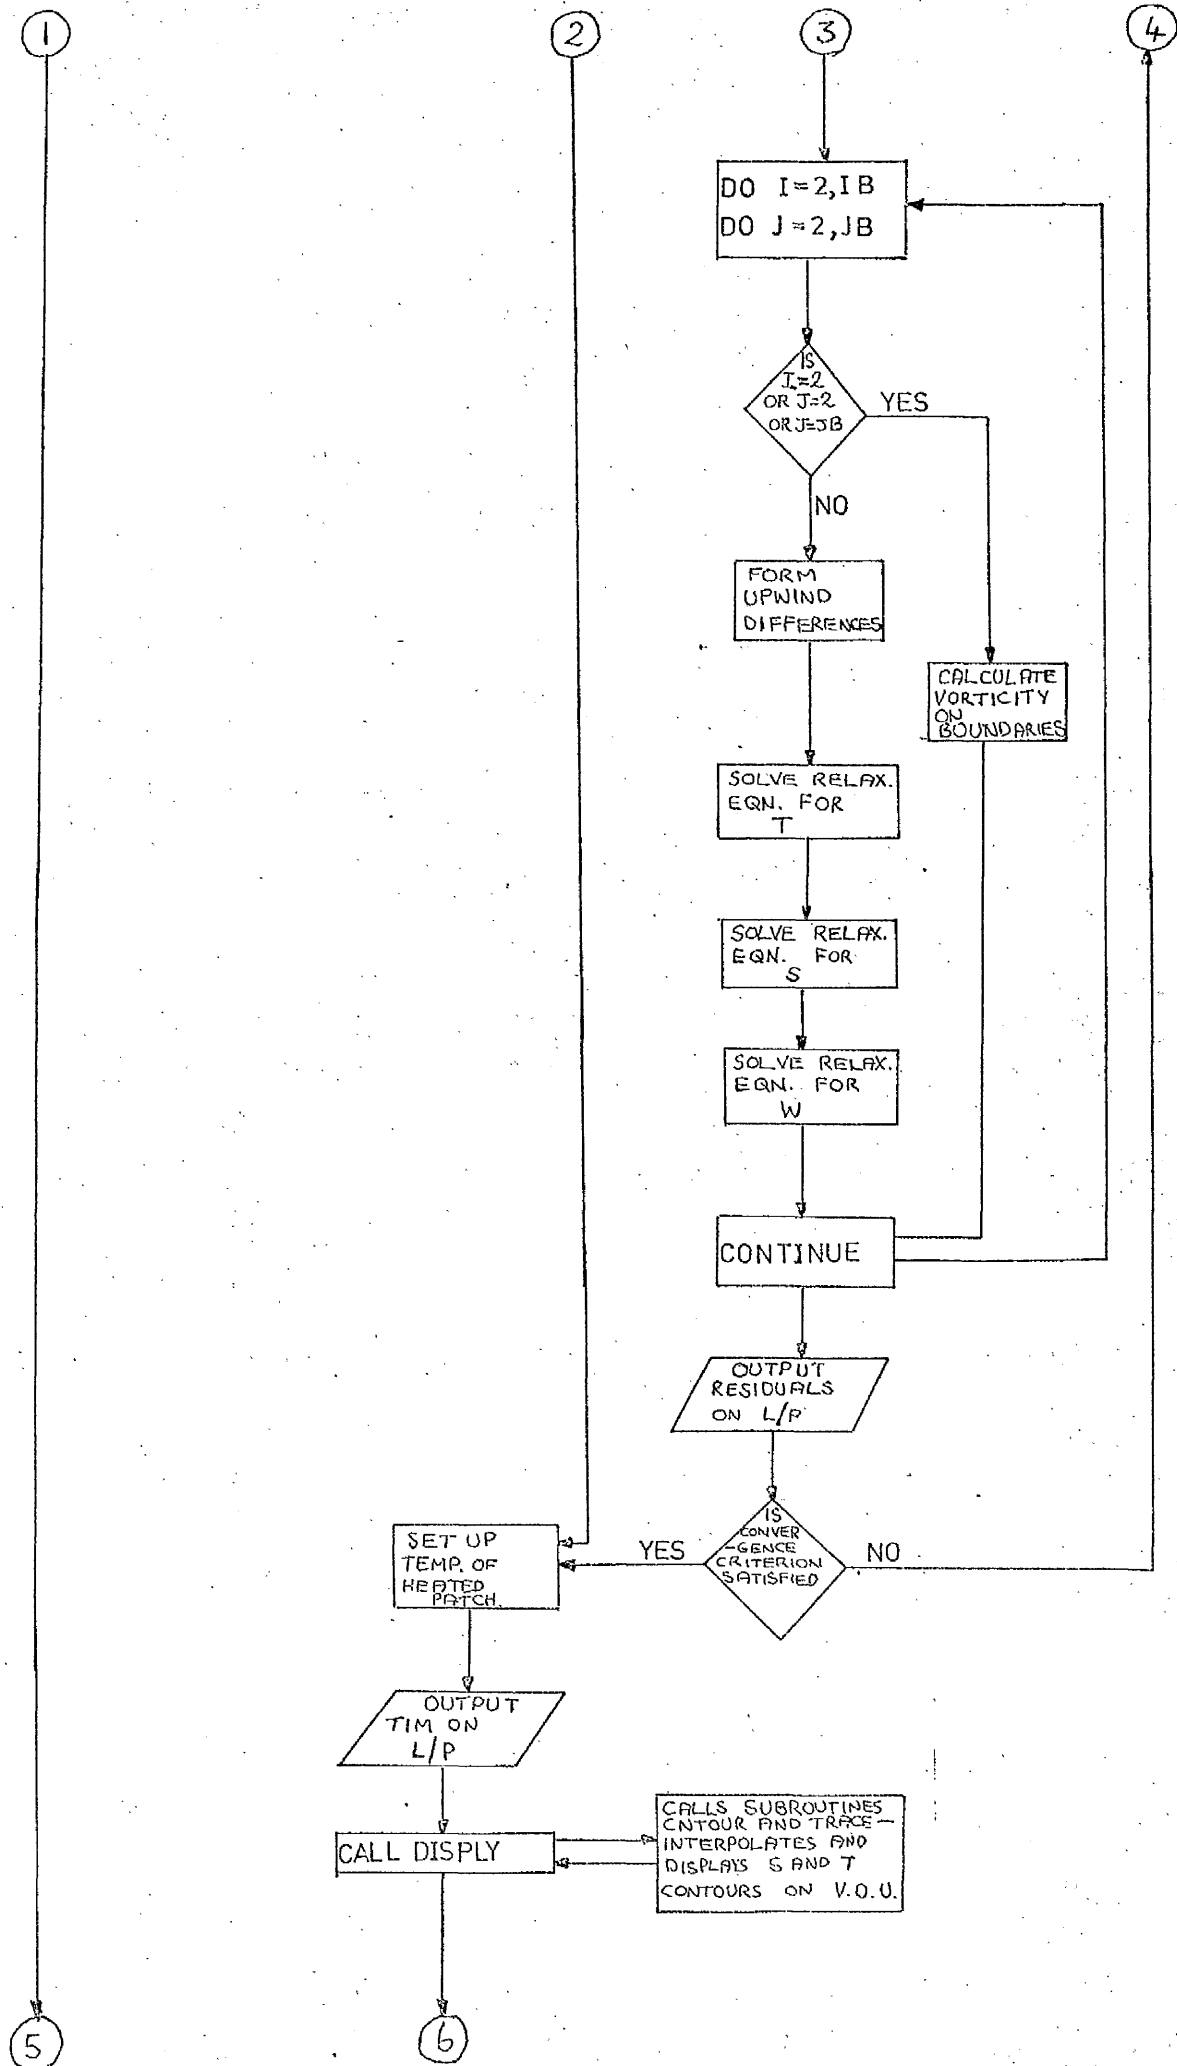 1
2
3
4
DO I=2,IB
DO J=2,JB
IS
I=2
OR J=2
OR J=JB
YES
NO
FORM
UPWIND
DIFFERENCES
CALCULATE
VORTICITY
ON
BOUNDARIES
SOLVE RELAX.
EQN. FOR
T
SOLVE RELAX.
EQN. FOR
S
SOLVE RELAX.
EQN. FOR
W
CONTINUE
OUTPUT
RESIDUALS
ON L/P
IS
CONVER
-GENCE
CRITERION
SATISFIED
YES
NO
SET UP
TEMP. OF
HEATED
PATCH.
OUTPUT
TIM ON
L/P
CALL DISPLY
CALLS SUBROUTINES
CNTOUR AND TRACE—
INTERPOLATES AND
DISPLAYS S AND T
CONTOURS ON V.O.U.
5
6